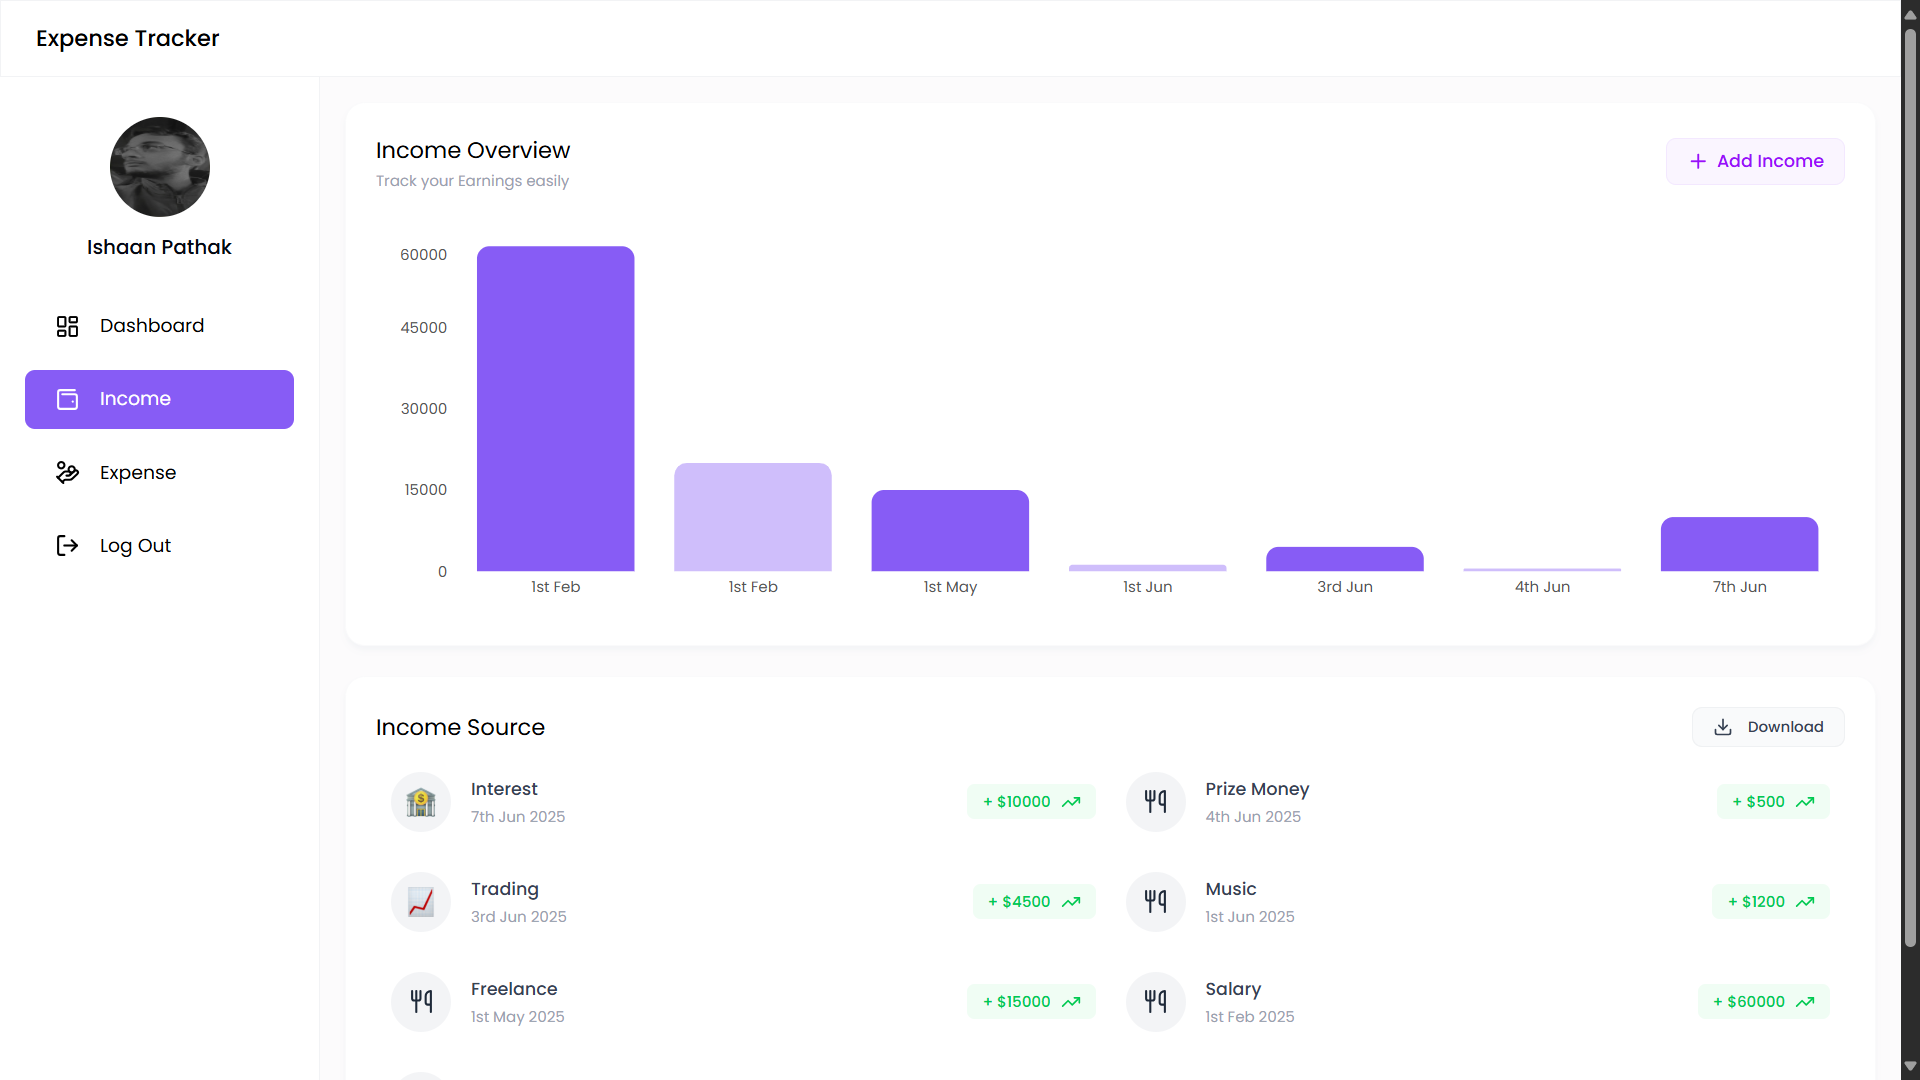 Expense Tracker
Ishaan Pathak
Dashboard
Income
Expense
Log Out
Income Overview
Track your Earnings easily
Add Income
60000
45000
30000
15000
0
1st Feb
1st Feb
1st May
1st Jun
3rd Jun
4th Jun
7th Jun
Income Source
Download
Interest
7th Jun 2025
+ $10000
Prize Money
4th Jun 2025
+ $500
Trading
3rd Jun 2025
+ $4500
Music
1st Jun 2025
+ $1200
Freelance
1st May 2025
+ $15000
Salary
1st Feb 2025
+ $60000